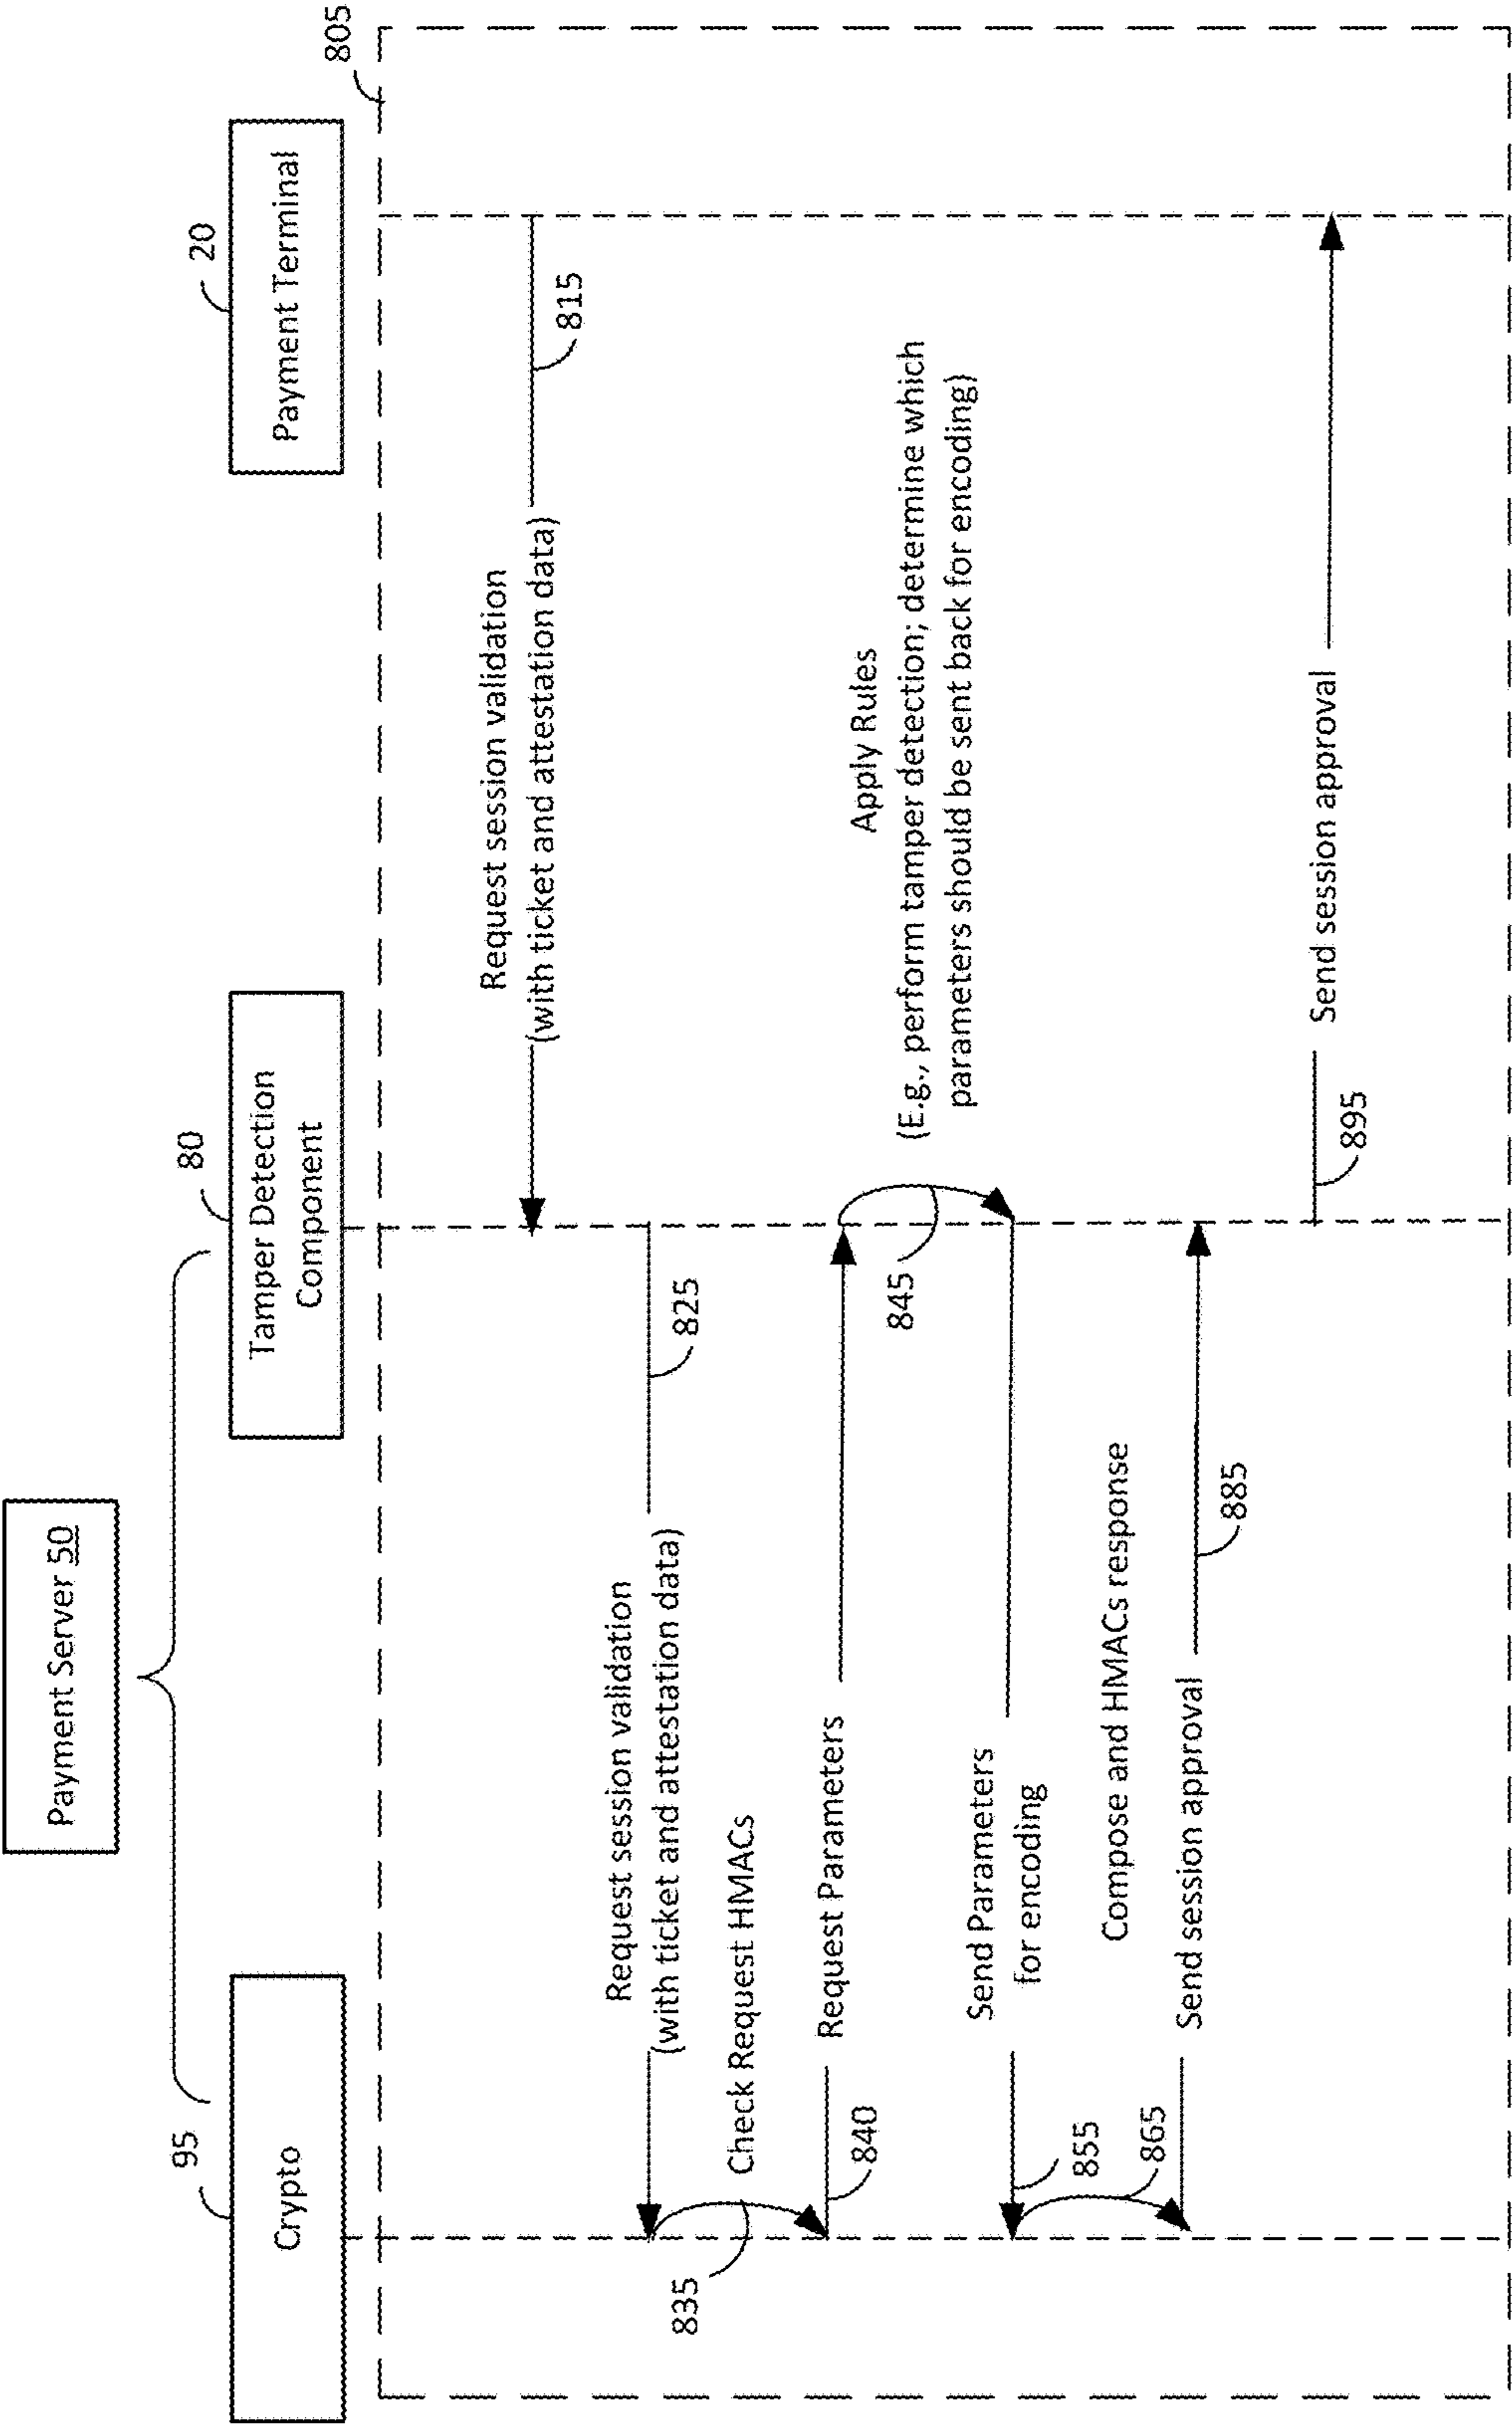 Payment Server 50
95
80
20
805
Crypto
Tamper Detection
Component
Payment Terminal
Request session validation
(with ticket and attestation data)
815
Request session validation
(with ticket and attestation data)
825
835
Check Request HMACs
Request Parameters
840
845
Apply Rules
(E.g., perform tamper detection; determine which
parameters should be sent back for encoding)
Send Parameters
for encoding
855
865
Compose and HMACs response
Send session approval
885
Send session approval
895